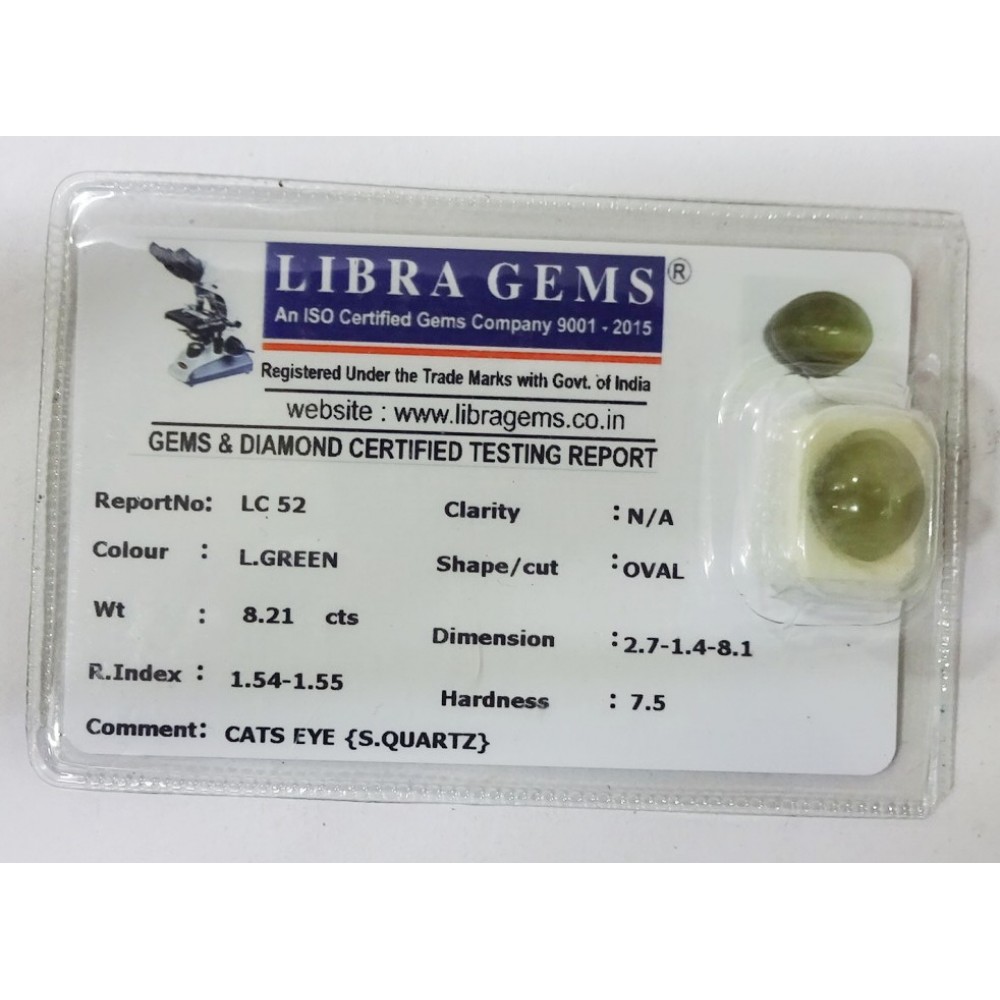 LIBRA GEMS ®
An ISO Certified Gems Company 9001 - 2015
Registered Under the Trade Marks with Govt. of India
website : www.libragems.co.in
GEMS & DIAMOND CERTIFIED TESTING REPORT
ReportNo: LC 52 Clarity : N/A
Colour : L.GREEN Shape/cut : OVAL
Wt : 8.21 cts Dimension : 2.7-1.4-8.1
R.Index : 1.54-1.55 Hardness : 7.5
Comment: CATS EYE {S.QUARTZ}